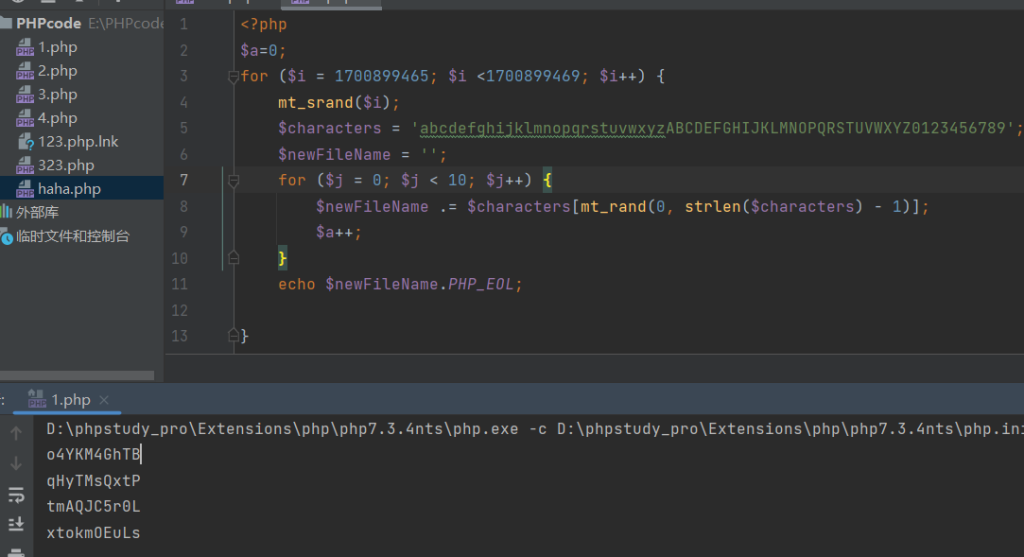 PHPcode E:\PHPcode
1.php
2.php
3.php
4.php
123.php.lnk
323.php
haha.php
外部库
临时文件和控制台
1 <?php
2 $a=0;
3 for ($i = 1700899465; $i <1700899469; $i++) {
4 mt_srand($i);
5 $characters = 'abcdefghijklmnopqrstuvwxyzABCDEFGHIJKLMNOPQRSTUVWXYZ0123456789';
6 $newFileName = '';
7 for ($j = 0; $j < 10; $j++) {
8 $newFileName .= $characters[mt_rand(0, strlen($characters) - 1)];
9 $a++;
10 }
11 echo $newFileName.PHP_EOL;
12
13 }
: 1.php ×
D:\phpstudy_pro\Extensions\php\php7.3.4nts\php.exe -c D:\phpstudy_pro\Extensions\php\php7.3.4nts\php.ini
o4YKM4GhTB
qHyTMsQxtP
tmAQJC5r0L
xtokmOEuLs